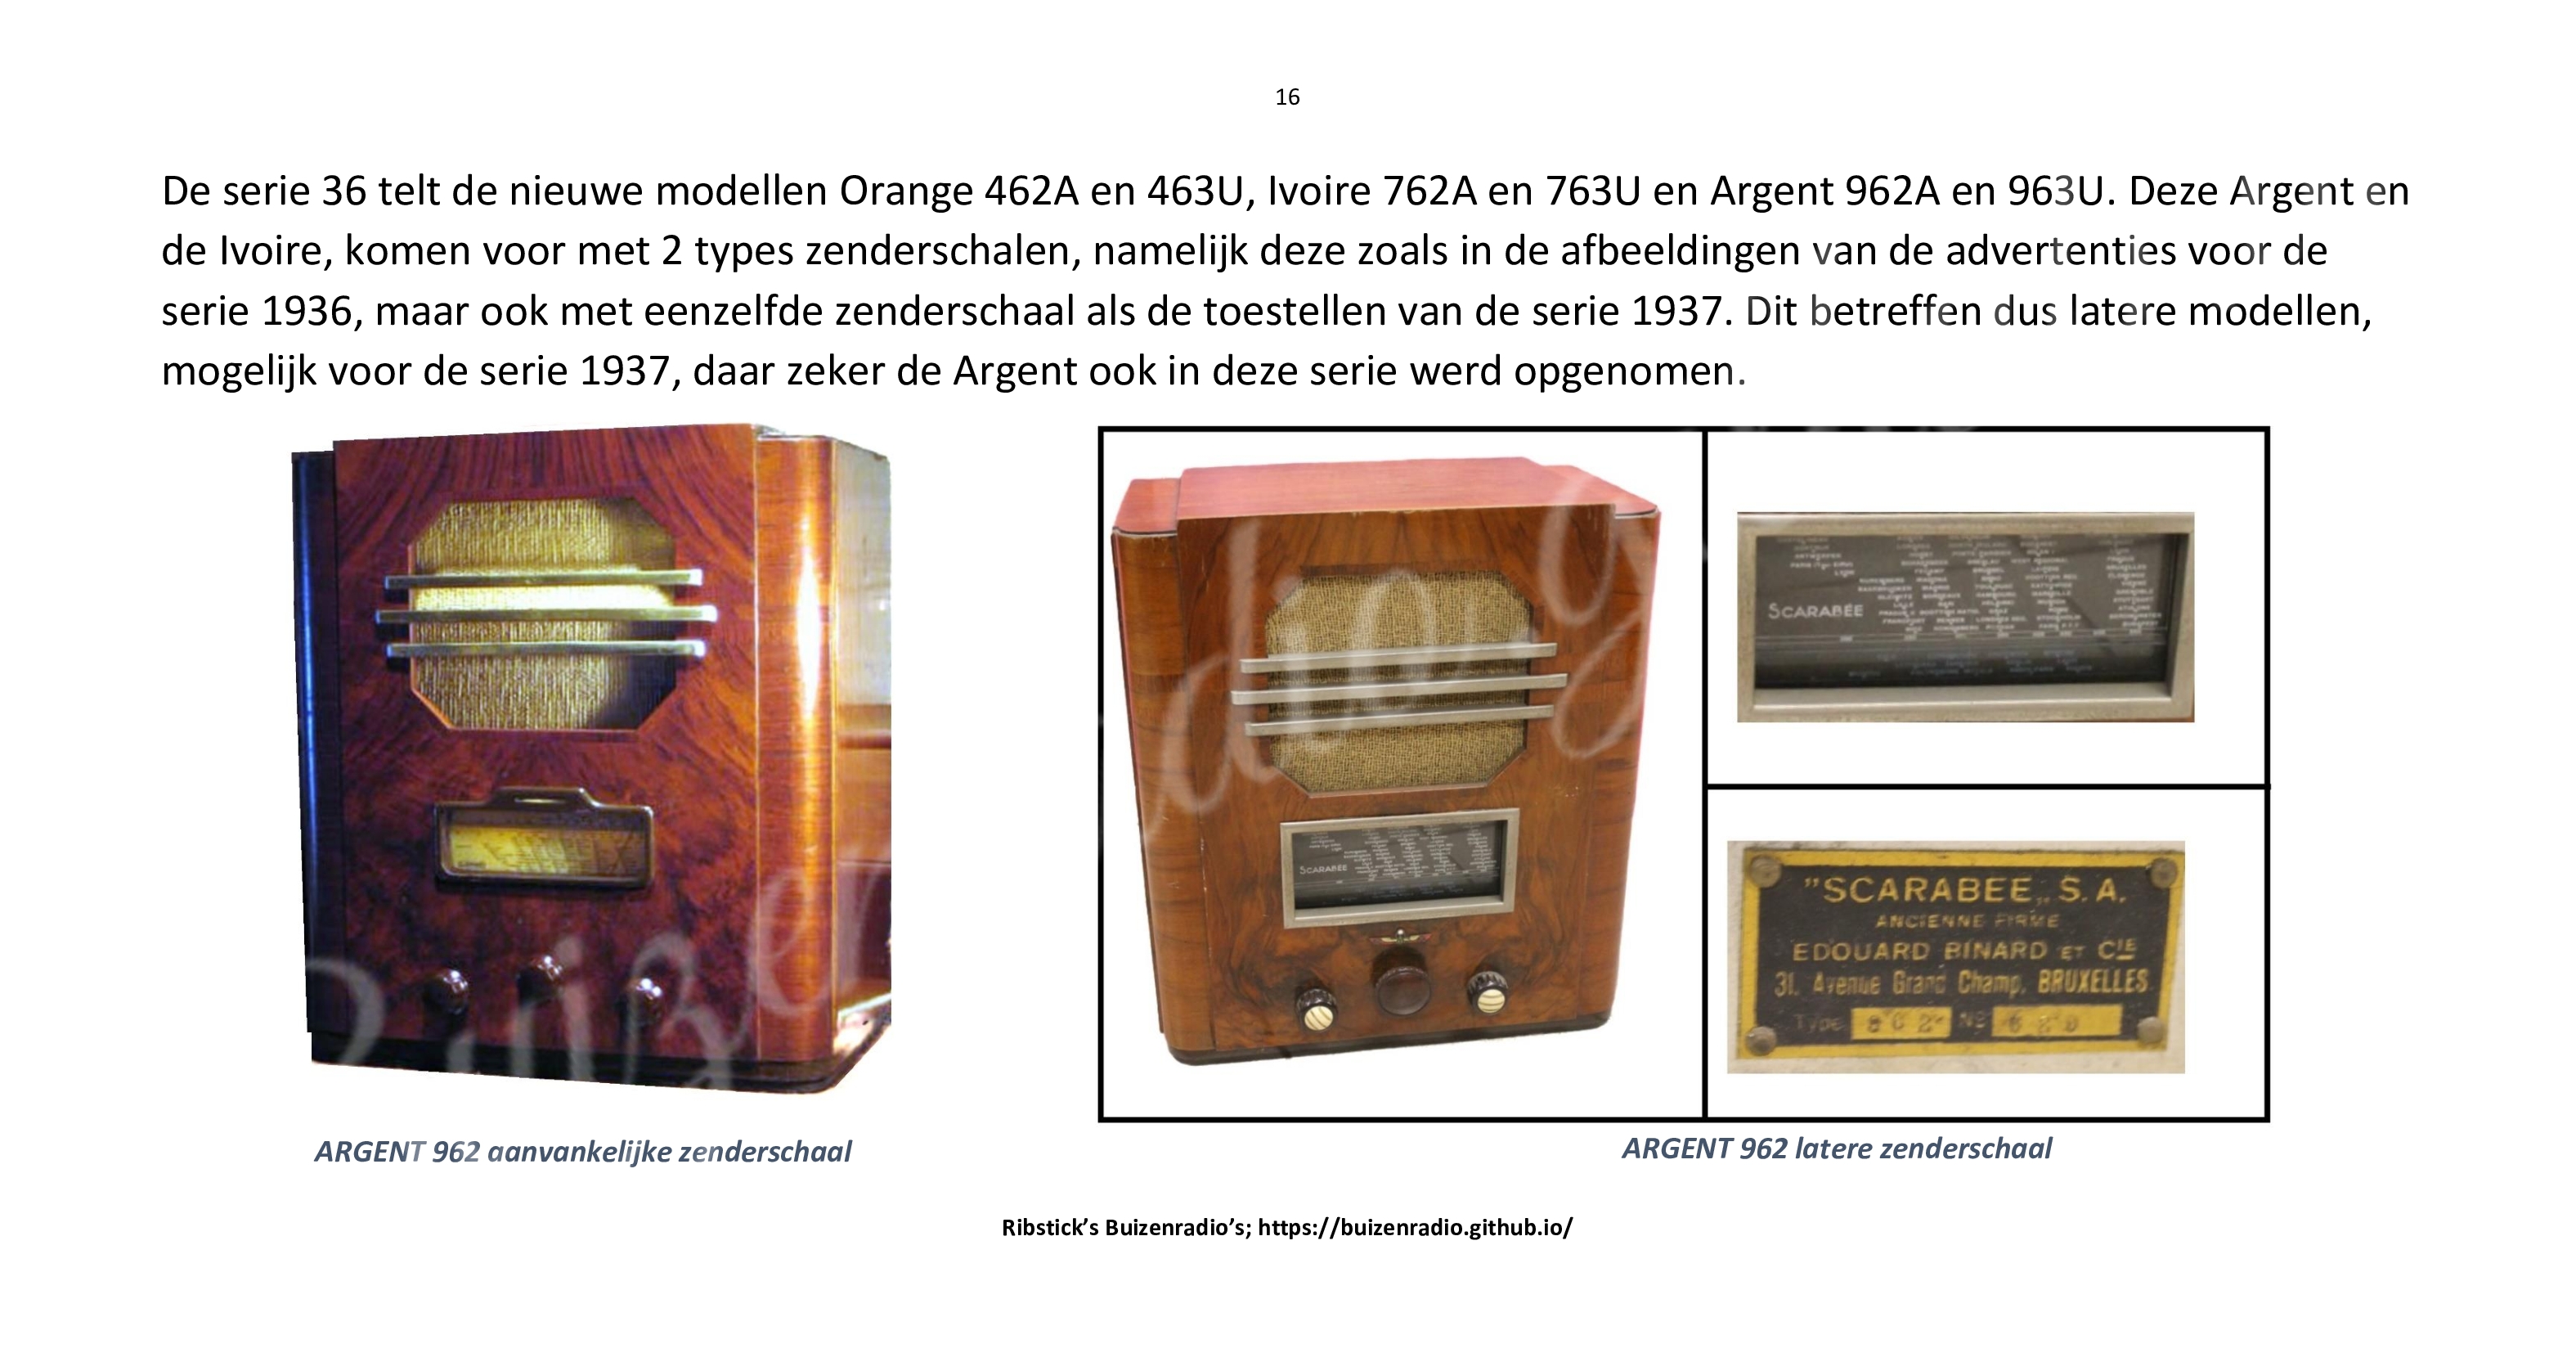 16
De serie 36 telt de nieuwe modellen Orange 462A en 463U, Ivoire 762A en 763U en Argent 962A en 963U. Deze Argent en
de Ivoire, komen voor met 2 types zenderschalen, namelijk deze zoals in de afbeeldingen van de advertenties voor de
serie 1936, maar ook met eenzelfde zenderschaal als de toestellen van de serie 1937. Dit betreffen dus latere modellen,
mogelijk voor de serie 1937, daar zeker de Argent ook in deze serie werd opgenomen.
SCARABÉE
SCARABÉE
"SCARABEE„ S.A.
ANCIENNE FIRME
EDOUARD BINARD ET CIE
31, Avenue Grand Champ, BRUXELLES
Type No
ARGENT 962 aanvankelijke zenderschaal
ARGENT 962 latere zenderschaal
Ribstick’s Buizenradio’s; https://buizenradio.github.io/